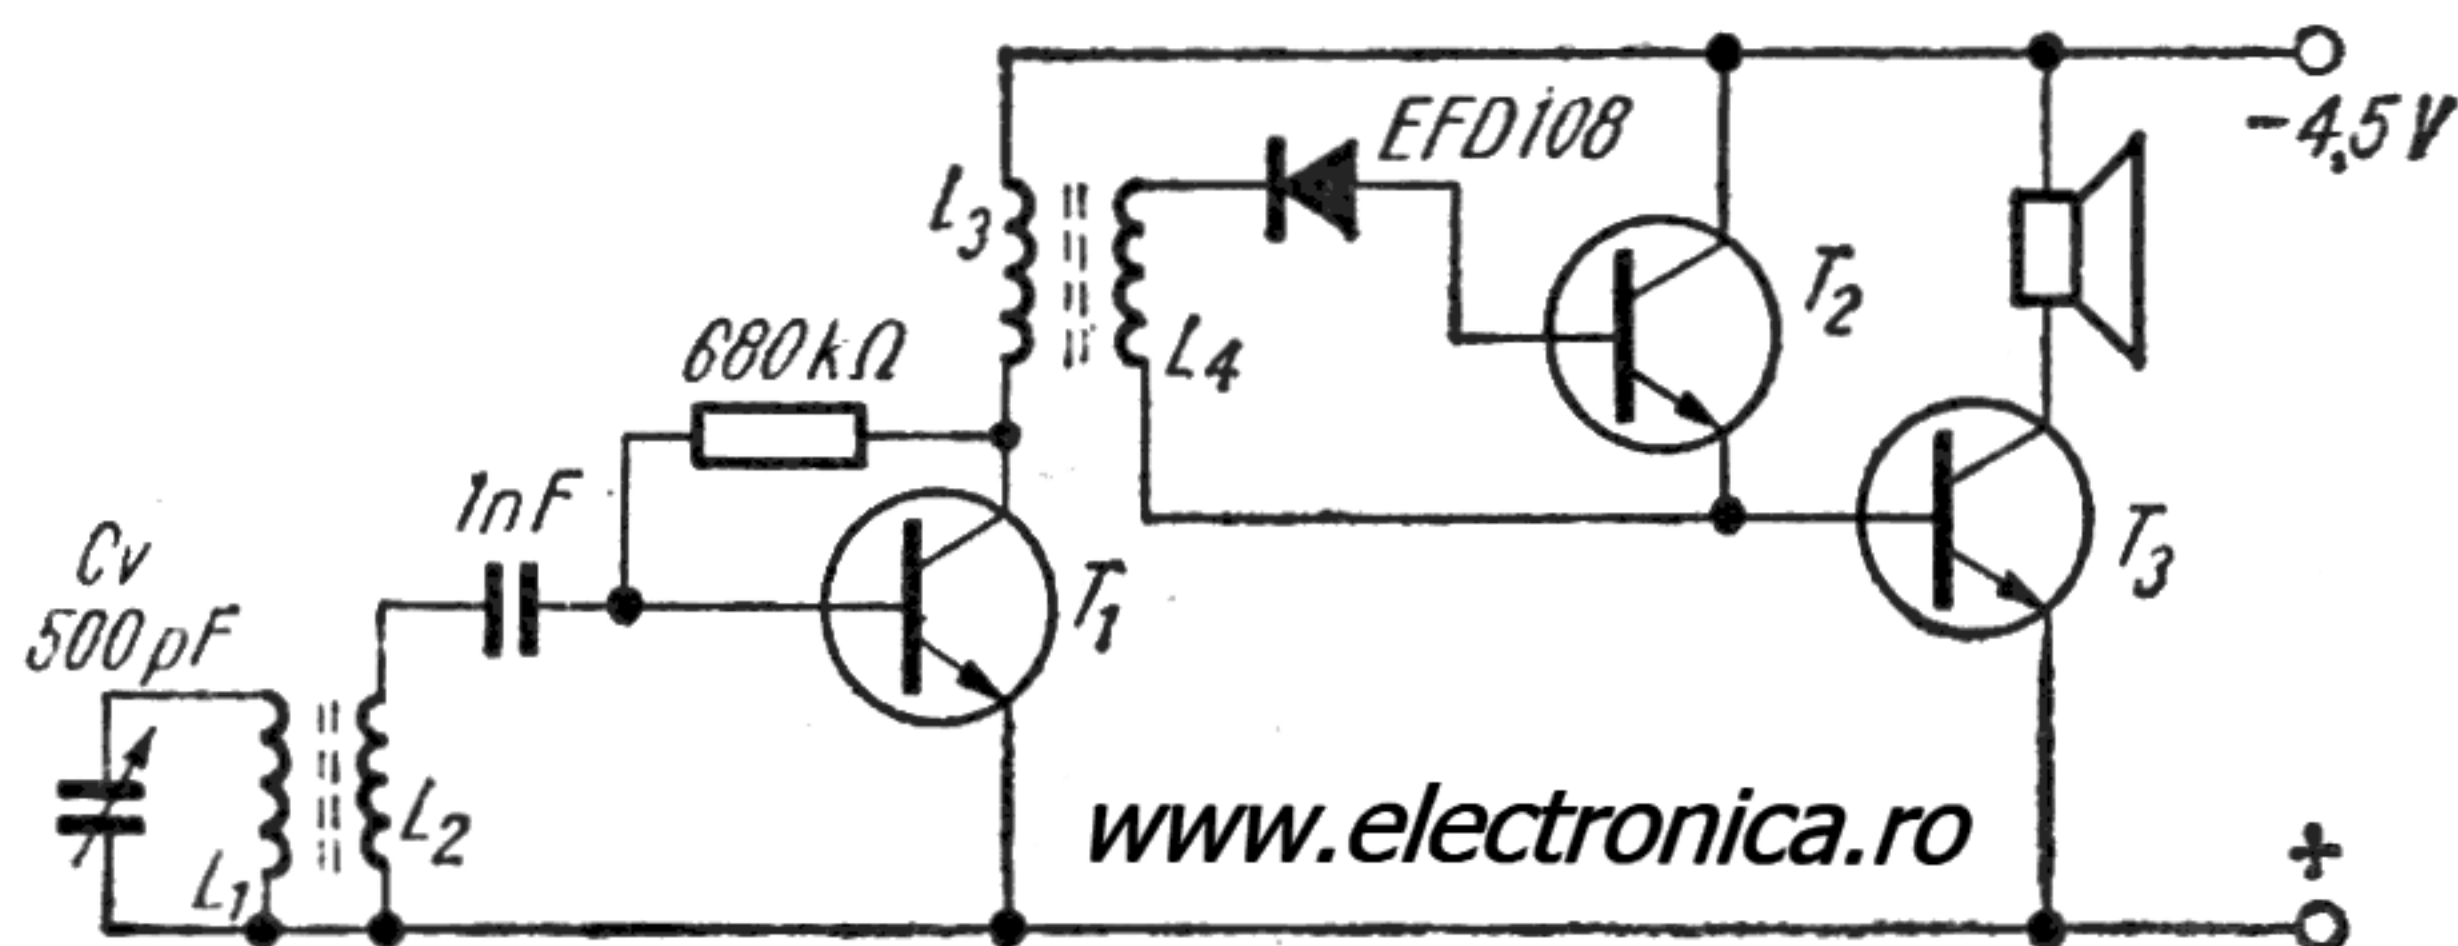 EFD108
-4.5V
L3
T2
L4
680kΩ
1nF
Cv
500pF
T1
T3
L2
L1
www.electronica.ro
+